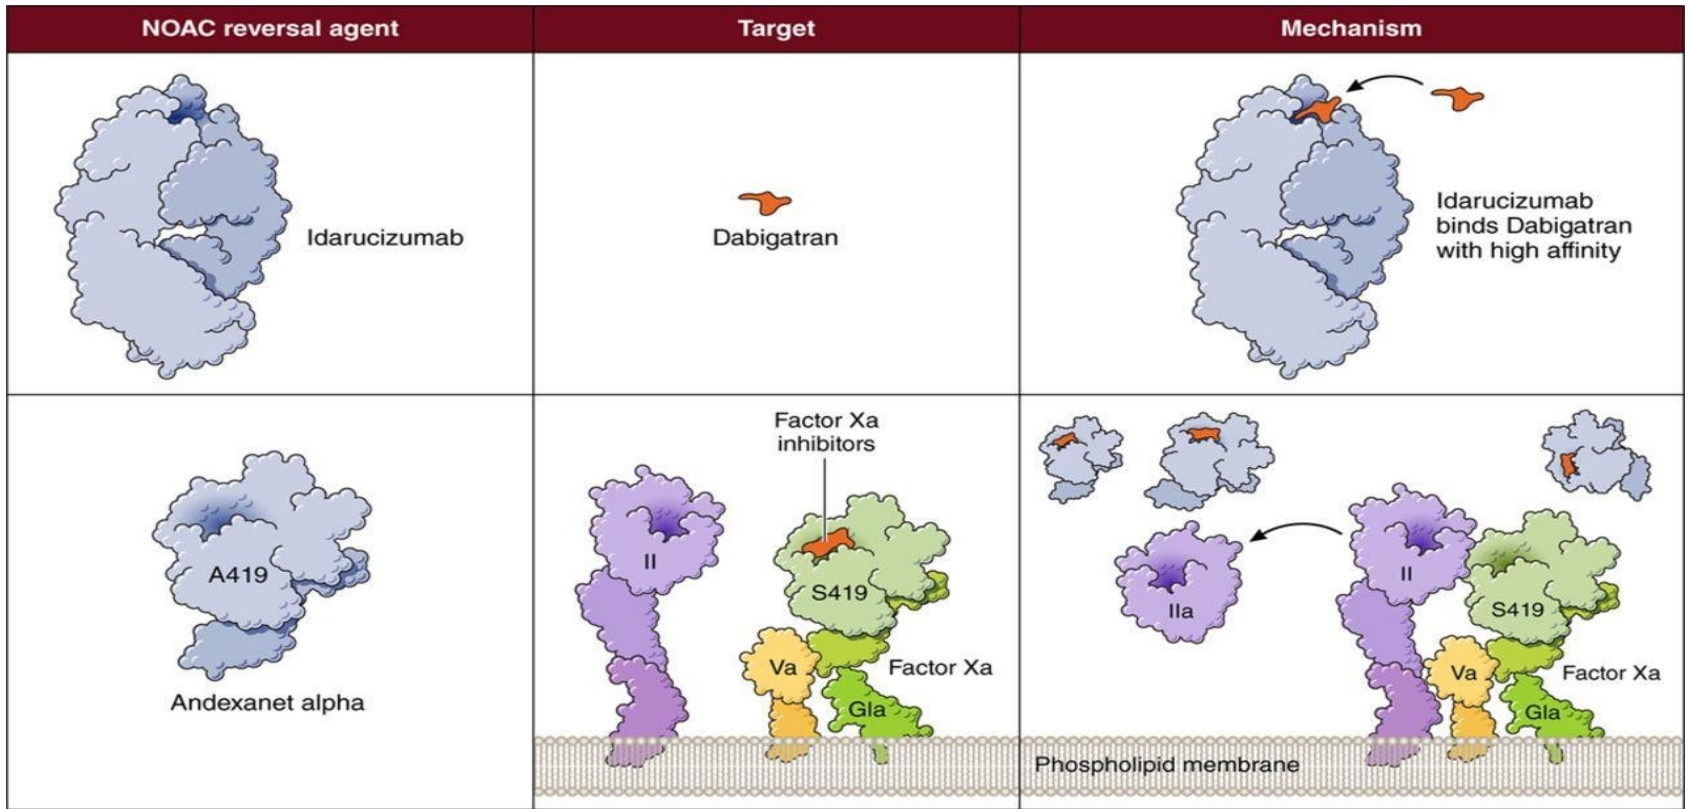 NOAC reversal agent
Target
Mechanism
Idarucizumab
Dabigatran
Idarucizumab
binds Dabigatran
with high affinity
A419
Andexanet alpha
Factor Xa
inhibitors
II
S419
Va
Factor Xa
Gla
IIa
II
S419
Va
Factor Xa
Gla
Phospholipid membrane